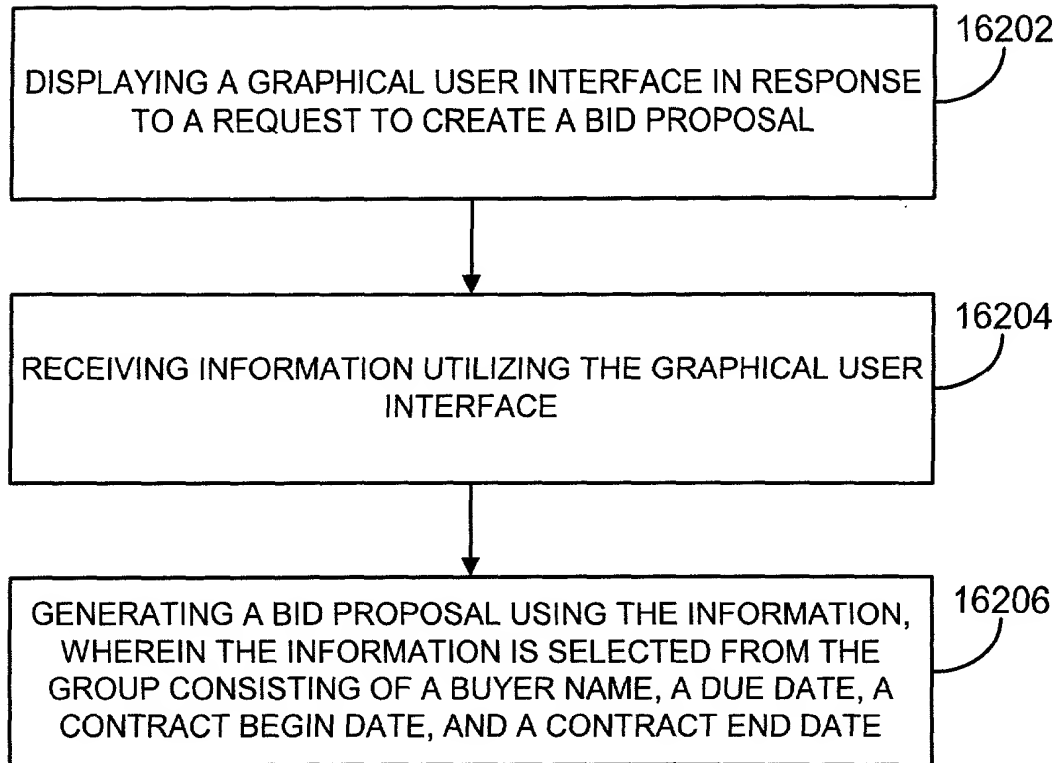 16202
DISPLAYING A GRAPHICAL USER INTERFACE IN RESPONSE
TO A REQUEST TO CREATE A BID PROPOSAL
16204
RECEIVING INFORMATION UTILIZING THE GRAPHICAL USER
INTERFACE
16206
GENERATING A BID PROPOSAL USING THE INFORMATION,
WHEREIN THE INFORMATION IS SELECTED FROM THE
GROUP CONSISTING OF A BUYER NAME, A DUE DATE, A
CONTRACT BEGIN DATE, AND A CONTRACT END DATE